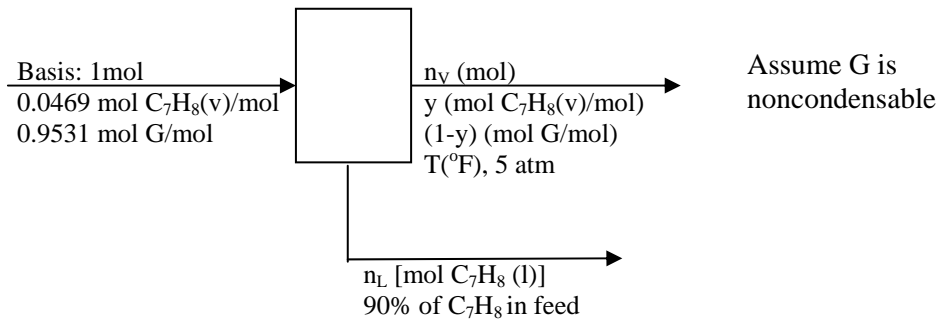 Basis: 1mol
0.0469 mol C₇H₈(v)/mol
0.9531 mol G/mol
n_V (mol)
y (mol C₇H₈(v)/mol)
(1-y) (mol G/mol)
T(°F), 5 atm
Assume G is
noncondensable
n_L [mol C₇H₈ (l)]
90% of C₇H₈ in feed